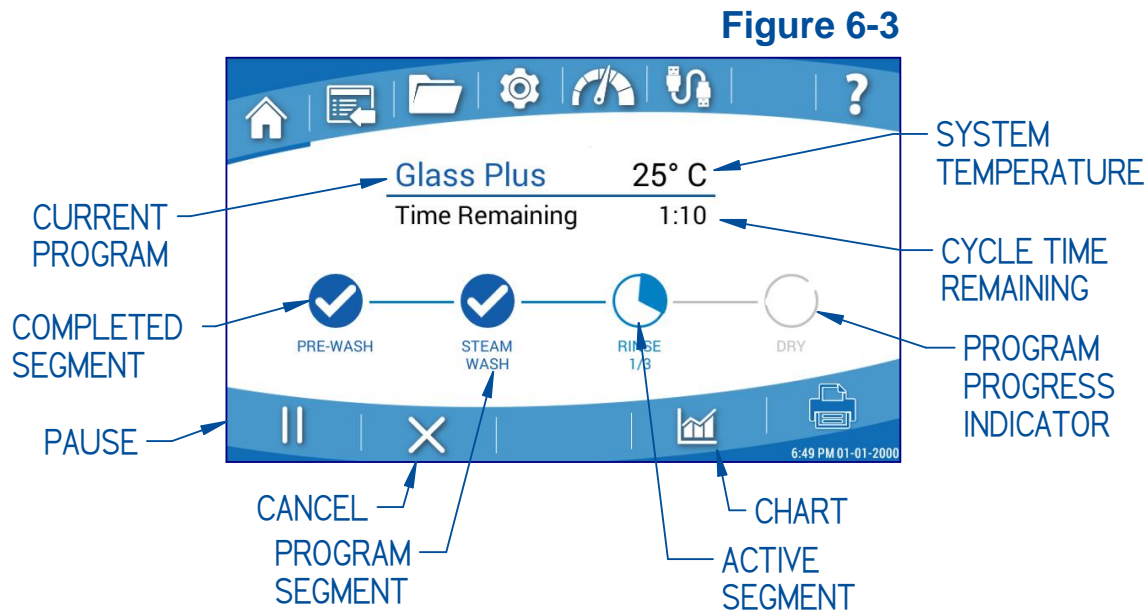 Figure 6-3
?
Glass Plus 25° C
Time Remaining 1:10
SYSTEM
TEMPERATURE
CURRENT
PROGRAM
CYCLE TIME
REMAINING
COMPLETED
SEGMENT
PRE-WASH
STEAM
WASH
RINSE
1/3
DRY
PROGRAM
PROGRESS
INDICATOR
PAUSE
6:49 PM 01-01-2000
CANCEL
CHART
PROGRAM
SEGMENT
ACTIVE
SEGMENT